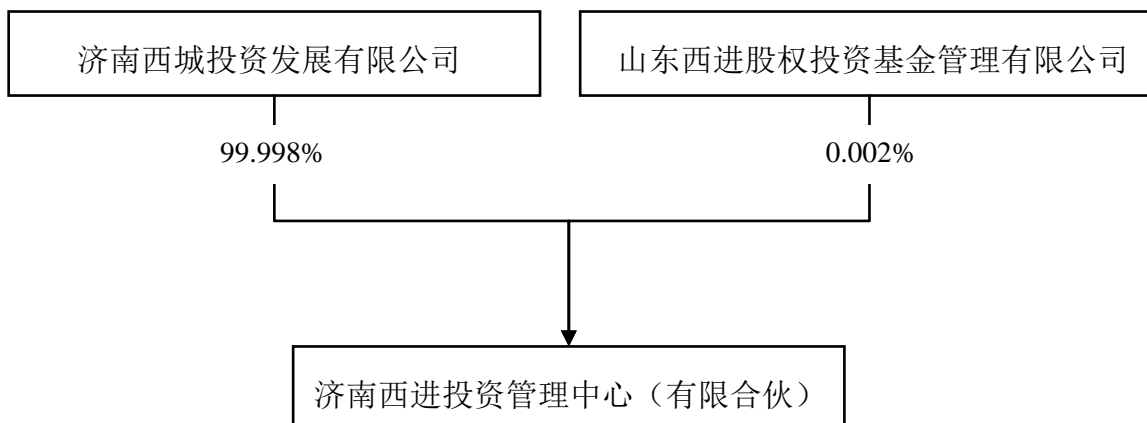 济南西城投资发展有限公司
山东西进股权投资基金管理有限公司
99.998%
0.002%
济南西进投资管理中心（有限合伙）